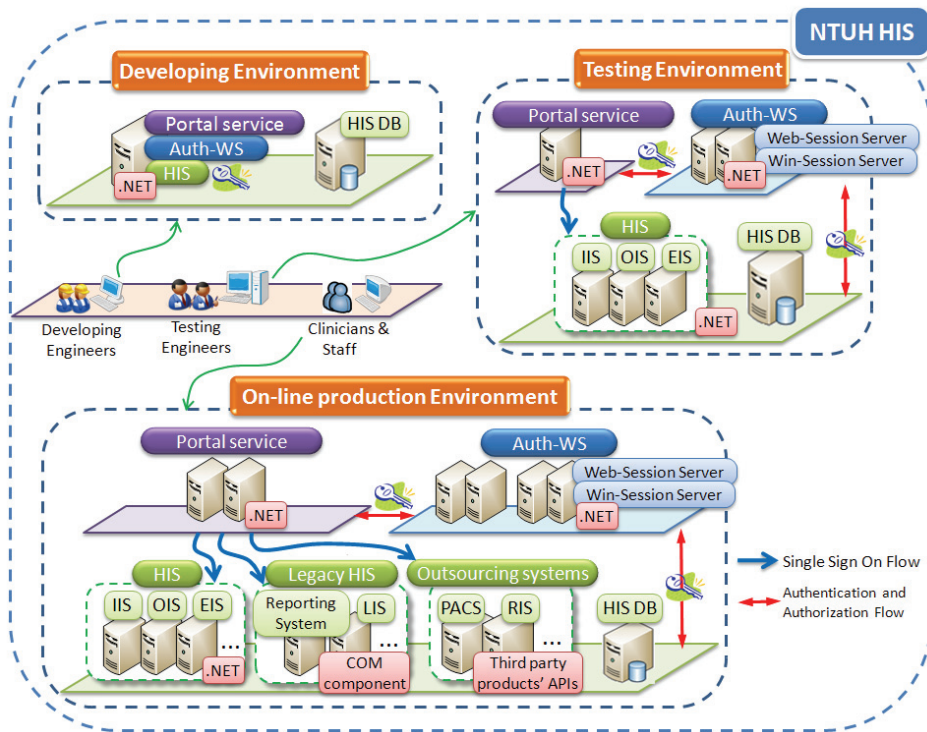 NTUH HIS
Developing Environment
Portal service
Auth-WS
HIS
.NET
HIS DB
Testing Environment
Portal service
.NET
Auth-WS
Web-Session Server
Win-Session Server
.NET
HIS
IIS OIS EIS
.NET
HIS DB
Developing
Engineers
Testing
Engineers
Clinicians &
Staff
On-line production Environment
Portal service
.NET
Auth-WS
Web-Session Server
Win-Session Server
.NET
HIS
IIS OIS EIS
...
.NET
Legacy HIS
Reporting
System
LIS
...
COM
component
Outsourcing systems
PACS RIS
...
Third party
products' APIs
HIS DB
Single Sign On Flow
Authentication and
Authorization Flow